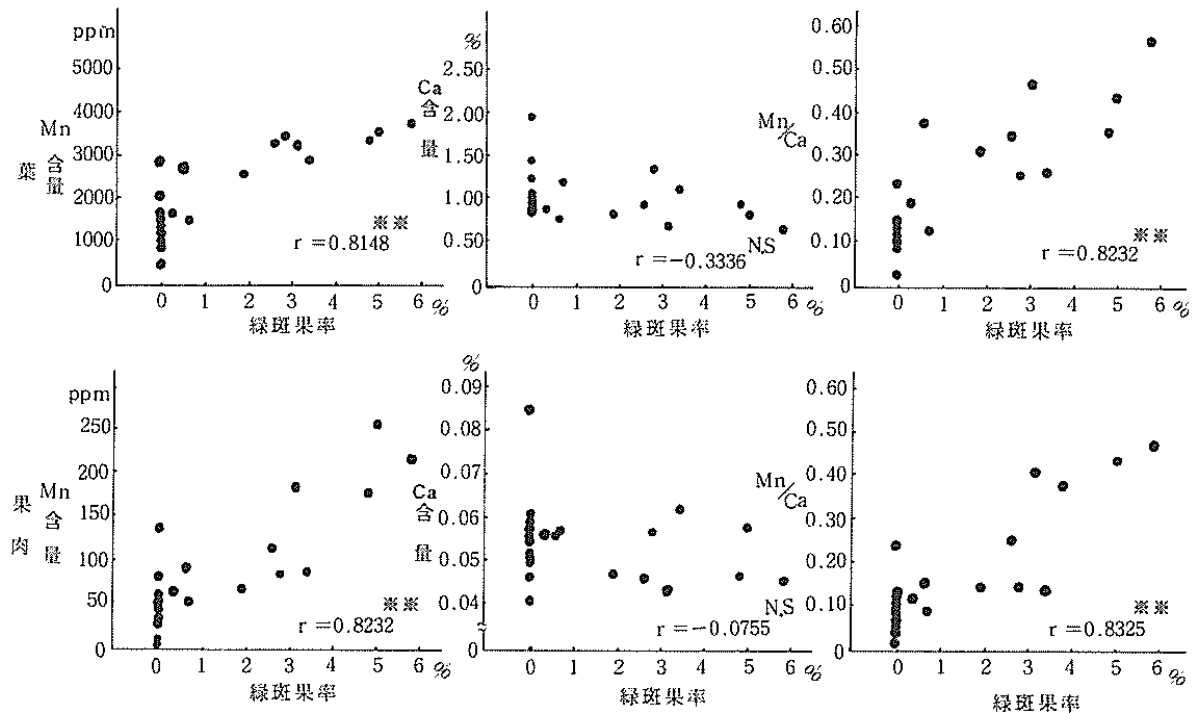 ppm
5000
4000
3000
2000
1000
0
葉
Mn
含
量
※※
r=0.8148
0 1 2 3 4 5 6 %
緑斑果率
%
2.50
2.00
1.50
1.00
0.50
0
Ca
含
量
N.S
r=-0.3336
0 1 2 3 4 5 6 %
緑斑果率
0.60
0.50
0.40
0.30
0.20
0.10
0
Mn/Ca
※※
r=0.8232
0 1 2 3 4 5 6 %
緑斑果率
ppm
250
200
150
100
50
0
果
肉
Mn
含
量
※※
r=0.8232
0 1 2 3 4 5 6 %
緑斑果率
%
0.09
0.08
0.07
0.06
0.05
0.04
0
Ca
含
量
N.S
r=-0.0755
0 1 2 3 4 5 6 %
緑斑果率
0.60
0.50
0.40
0.30
0.20
0.10
0
Mn/Ca
※※
r=0.8325
0 1 2 3 4 5 6 %
緑斑果率